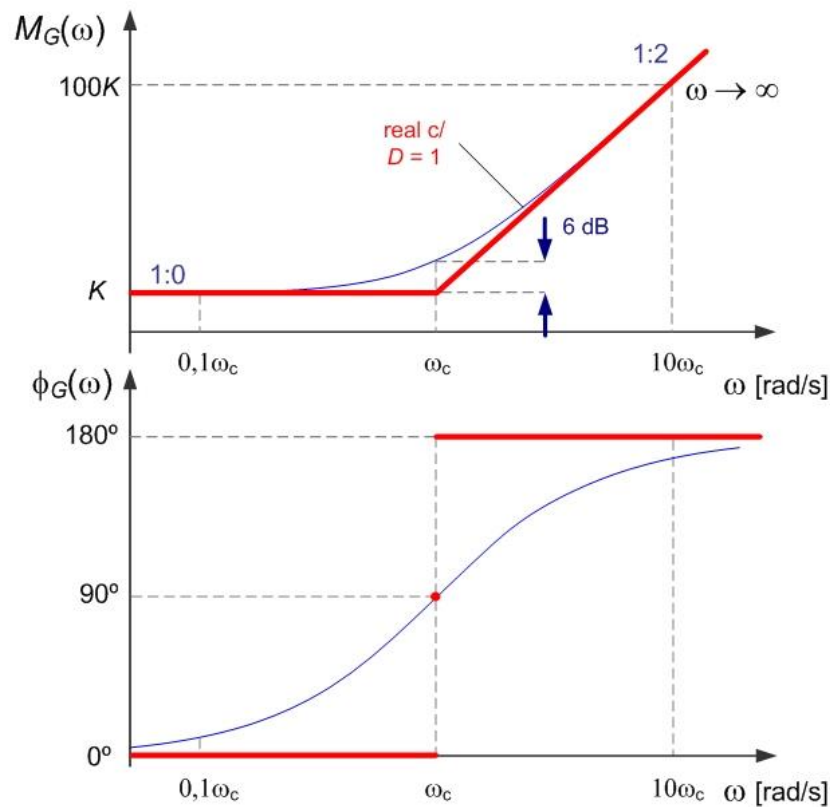 M_G(ω)
1:2
100K
ω → ∞
real c/
D = 1
6 dB
1:0
K
0,1ω_c
ω_c
10ω_c
ω [rad/s]
ϕ_G(ω)
180º
90º
0º
0,1ω_c
ω_c
10ω_c
ω [rad/s]